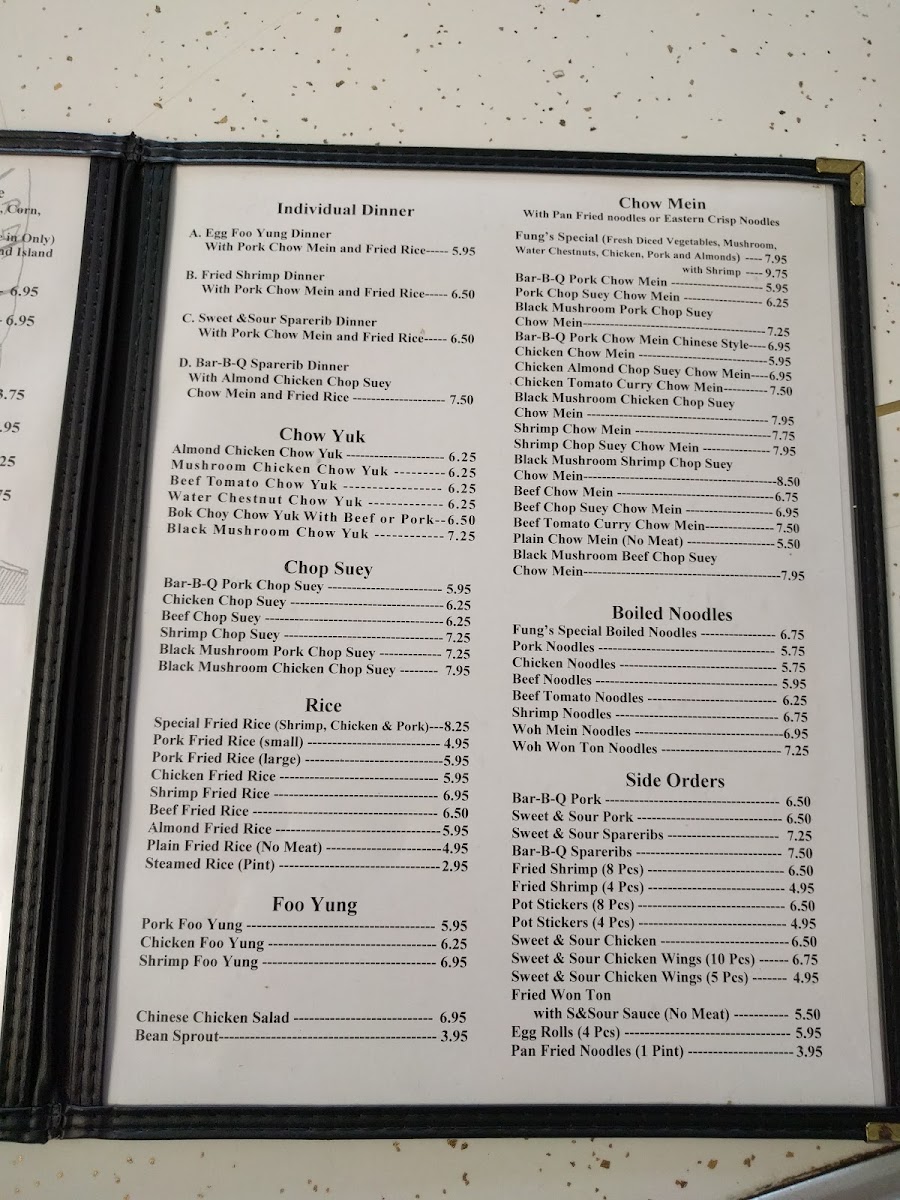 , Corn,
in Only)
nd Island
6.95
6.95
3.75
.95
25
75
Individual Dinner
A. Egg Foo Yung Dinner
With Pork Chow Mein and Fried Rice----- 5.95
B. Fried Shrimp Dinner
With Pork Chow Mein and Fried Rice----- 6.50
C. Sweet &Sour Sparerib Dinner
With Pork Chow Mein and Fried Rice----- 6.50
D. Bar-B-Q Sparerib Dinner
With Almond Chicken Chop Suey
Chow Mein and Fried Rice -------------------- 7.50
Chow Yuk
Almond Chicken Chow Yuk --------------------- 6.25
Mushroom Chicken Chow Yuk --------- 6.25
Beef Tomato Chow Yuk ----------------- 6.25
Water Chestnut Chow Yuk ------------ 6.25
Bok Choy Chow Yuk With Beef or Pork--6.50
Black Mushroom Chow Yuk ------------ 7.25
Chop Suey
Bar-B-Q Pork Chop Suey ------------------------- 5.95
Chicken Chop Suey ---------------------------------6.25
Beef Chop Suey --------------------------------------6.25
Shrimp Chop Suey ---------------------------------- 7.25
Black Mushroom Pork Chop Suey ------------- 7.25
Black Mushroom Chicken Chop Suey -------- 7.95
Rice
Special Fried Rice (Shrimp, Chicken & Pork)---8.25
Pork Fried Rice (small) ----------------------------- 4.95
Pork Fried Rice (large) ------------------------------5.95
Chicken Fried Rice ---------------------------------- 5.95
Shrimp Fried Rice ------------------------------------ 6.95
Beef Fried Rice ---------------------------------------- 6.50
Almond Fried Rice ------------------------------------5.95
Plain Fried Rice (No Meat) -------------------------4.95
Steamed Rice (Pint) -----------------------------------2.95
Foo Yung
Pork Foo Yung ----------------------------------------- 5.95
Chicken Foo Yung ------------------------------------- 6.25
Shrimp Foo Yung -------------------------------------- 6.95
Chinese Chicken Salad ------------------------------- 6.95
Bean Sprout----------------------------------------------- 3.95
Chow Mein
With Pan Fried noodles or Eastern Crisp Noodles
Fung's Special (Fresh Diced Vegetables, Mushroom,
Water Chestnuts, Chicken, Pork and Almonds) ---- 7.95
with Shrimp ---- 9.75
Bar-B-Q Pork Chow Mein -------------------- 5.95
Pork Chop Suey Chow Mein ------------------ 6.25
Black Mushroom Pork Chop Suey
Chow Mein----------------------------------------7.25
Bar-B-Q Pork Chow Mein Chinese Style----6.95
Chicken Chow Mein ----------------------------5.95
Chicken Almond Chop Suey Chow Mein----6.95
Chicken Tomato Curry Chow Mein----------7.50
Black Mushroom Chicken Chop Suey
Chow Mein ---------------------------------------- 7.95
Shrimp Chow Mein ------------------------------7.75
Shrimp Chop Suey Chow Mein --------------- 7.95
Black Mushroom Shrimp Chop Suey
Chow Mein------------------------------------------8.50
Beef Chow Mein ----------------------------------6.75
Beef Chop Suey Chow Mein ------------------- 6.95
Beef Tomato Curry Chow Mein---------------7.50
Plain Chow Mein (No Meat) -------------------5.50
Black Mushroom Beef Chop Suey
Chow Mein-------------------------------------------7.95
Boiled Noodles
Fung's Special Boiled Noodles ---------------- 6.75
Pork Noodles -------------------------------------- 5.75
Chicken Noodles ---------------------------------- 5.75
Beef Noodles --------------------------------------- 5.95
Beef Tomato Noodles ---------------------------- 6.25
Shrimp Noodles ----------------------------------- 6.75
Woh Mein Noodles --------------------------------6.95
Woh Won Ton Noodles -------------------------- 7.25
Side Orders
Bar-B-Q Pork -------------------------------------- 6.50
Sweet & Sour Pork --------------------------------6.50
Sweet & Sour Spareribs ------------------------ 7.25
Bar-B-Q Spareribs ------------------------------- 7.50
Fried Shrimp (8 Pcs) ----------------------------- 6.50
Fried Shrimp (4 Pcs) ----------------------------- 4.95
Pot Stickers (8 Pcs) ------------------------------- 6.50
Pot Stickers (4 Pcs) -------------------------------- 4.95
Sweet & Sour Chicken ----------------------------6.50
Sweet & Sour Chicken Wings (10 Pcs) ------ 6.75
Sweet & Sour Chicken Wings (5 Pcs) ------- 4.95
Fried Won Ton
with S&Sour Sauce (No Meat) ----------- 5.50
Egg Rolls (4 Pcs) ----------------------------------- 5.95
Pan Fried Noodles (1 Pint) ---------------------- 3.95